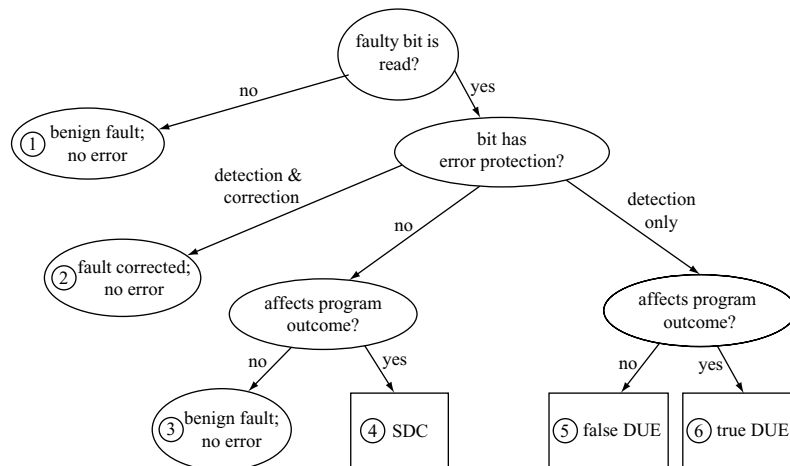 faulty bit is
read?
no
yes
1 benign fault;
no error
bit has
error protection?
detection &
correction
no
detection
only
2 fault corrected;
no error
affects program
outcome?
affects program
outcome?
no
yes
no
yes
3 benign fault;
no error
4 SDC
5 false DUE
6 true DUE